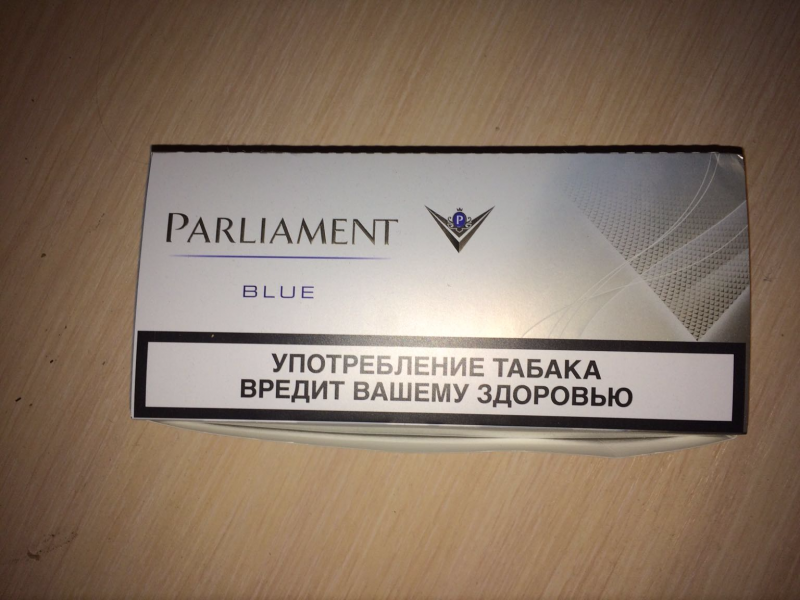 PARLIAMENT
P
BLUE
УПОТРЕБЛЕНИЕ ТАБАКА
ВРЕДИТ ВАШЕМУ ЗДОРОВЬЮ